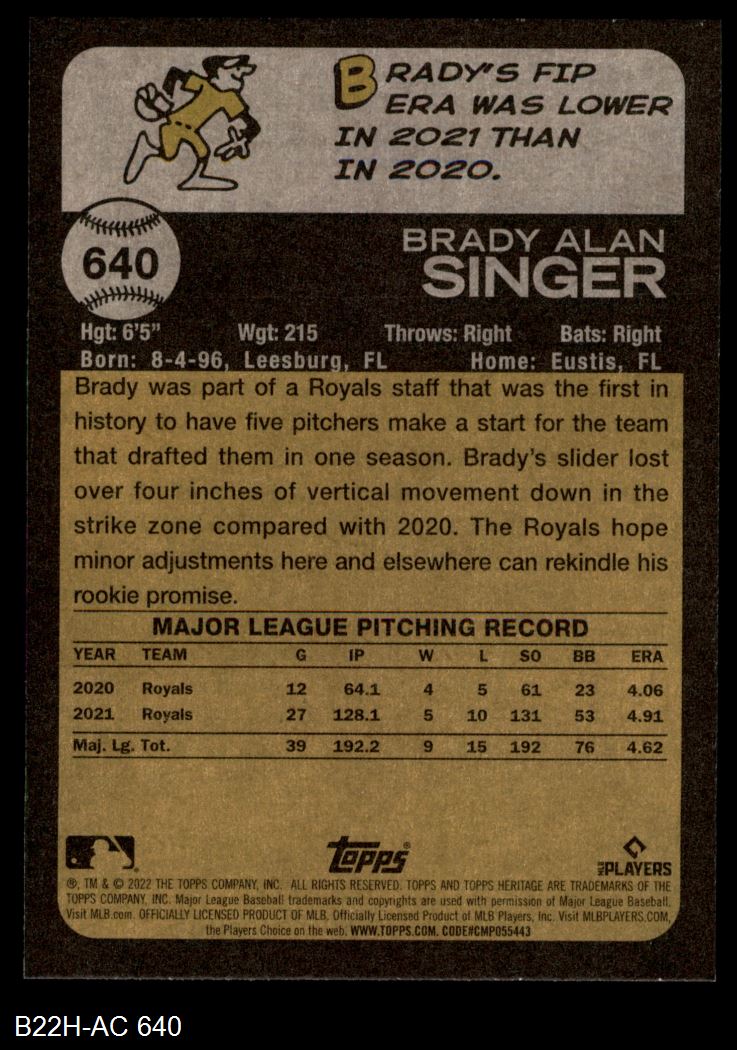 BRADY'S FIP
ERA WAS LOWER
IN 2021 THAN
IN 2020.
640
BRADY ALAN
SINGER
Hgt: 6'5" Wgt: 215 Throws: Right Bats: Right
Born: 8-4-96, Leesburg, FL Home: Eustis, FL
Brady was part of a Royals staff that was the first in
history to have five pitchers make a start for the team
that drafted them in one season. Brady's slider lost
over four inches of vertical movement down in the
strike zone compared with 2020. The Royals hope
minor adjustments here and elsewhere can rekindle his
rookie promise.
MAJOR LEAGUE PITCHING RECORD
YEAR TEAM G IP W L SO BB ERA
2020 Royals 12 64.1 4 5 61 23 4.06
2021 Royals 27 128.1 5 10 131 53 4.91
Maj. Lg. Tot. 39 192.2 9 15 192 76 4.62
Topps® MLB PLAYERS
®, TM & © 2022 THE TOPPS COMPANY, INC. ALL RIGHTS RESERVED. TOPPS AND TOPPS HERITAGE ARE TRADEMARKS OF THE
TOPPS COMPANY, INC. Major League Baseball trademarks and copyrights are used with permission of Major League Baseball.
Visit MLB.com. OFFICIALLY LICENSED PRODUCT OF MLB. Officially Licensed Product of MLB Players, Inc. Visit MLBPLAYERS.COM,
the Players Choice on the web. WWW.TOPPS.COM. CODE#CMP055443
B22H-AC 640